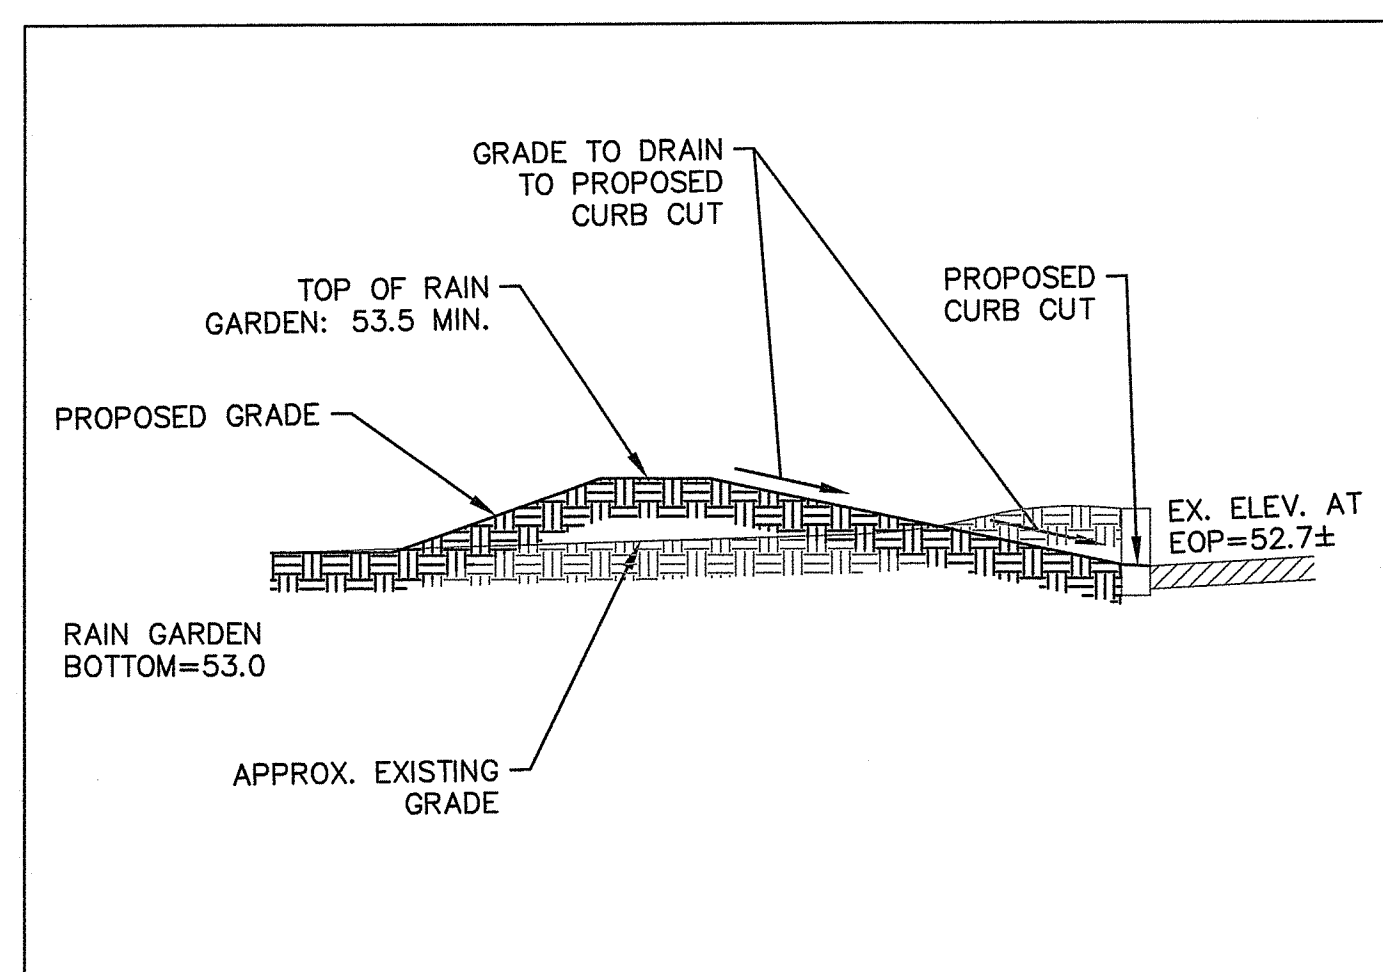 GRADE TO DRAIN
TO PROPOSED
CURB CUT
TOP OF RAIN
GARDEN: 53.5 MIN.
PROPOSED
CURB CUT
PROPOSED GRADE
EX. ELEV. AT
EOP=52.7±
RAIN GARDEN
BOTTOM=53.0
APPROX. EXISTING
GRADE